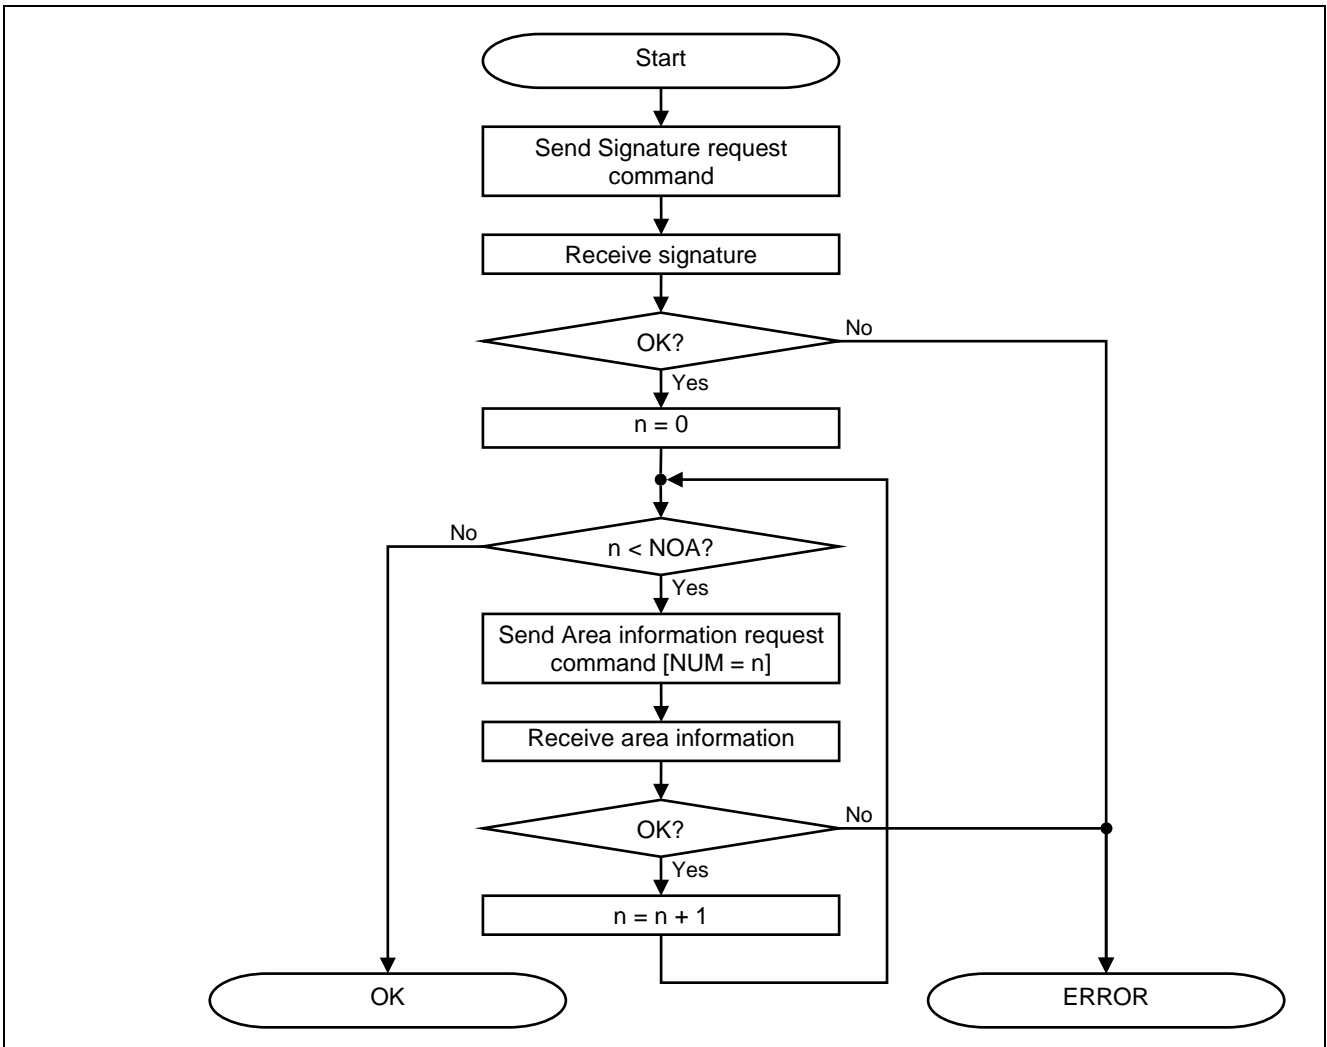 Start
Send Signature request
command
Receive signature
OK?
No
Yes
n = 0
No
n < NOA?
Yes
Send Area information request
command [NUM = n]
Receive area information
OK?
No
Yes
n = n + 1
OK
ERROR